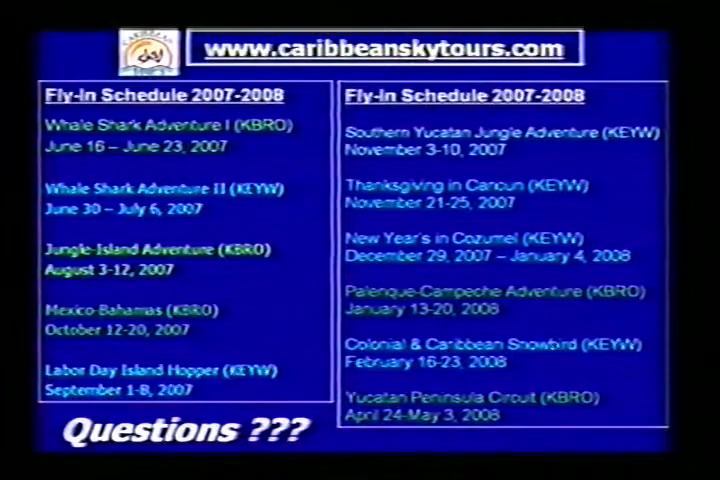 CARIBBEAN
www.caribbeanskytours.com
Fly-In Schedule 2007-2008
Whale Shark Adventure I (KBRO)
June 16 – June 23, 2007
Whale Shark Adventure II (KEYW)
June 30 – July 6, 2007
Jungle-Island Adventure (KBRO)
August 3-12, 2007
Mexico-Bahamas (KBRO)
October 12-20, 2007
Labor Day Island Hopper (KEYW)
September 1-8, 2007
Fly-In Schedule 2007-2008
Southern Yucatan Jungle Adventure (KEYW)
November 3-10, 2007
Thanksgiving in Cancun (KEYW)
November 21-25, 2007
New Year's in Cozumel (KEYW)
December 29, 2007 – January 4, 2008
Palenque-Campeche Adventure (KBRO)
January 13-20, 2008
Colonial & Caribbean Snowbird (KEYW)
February 16-23, 2008
Yucatan Peninsula Circuit (KBRO)
April 24-May 3, 2008
Questions ???